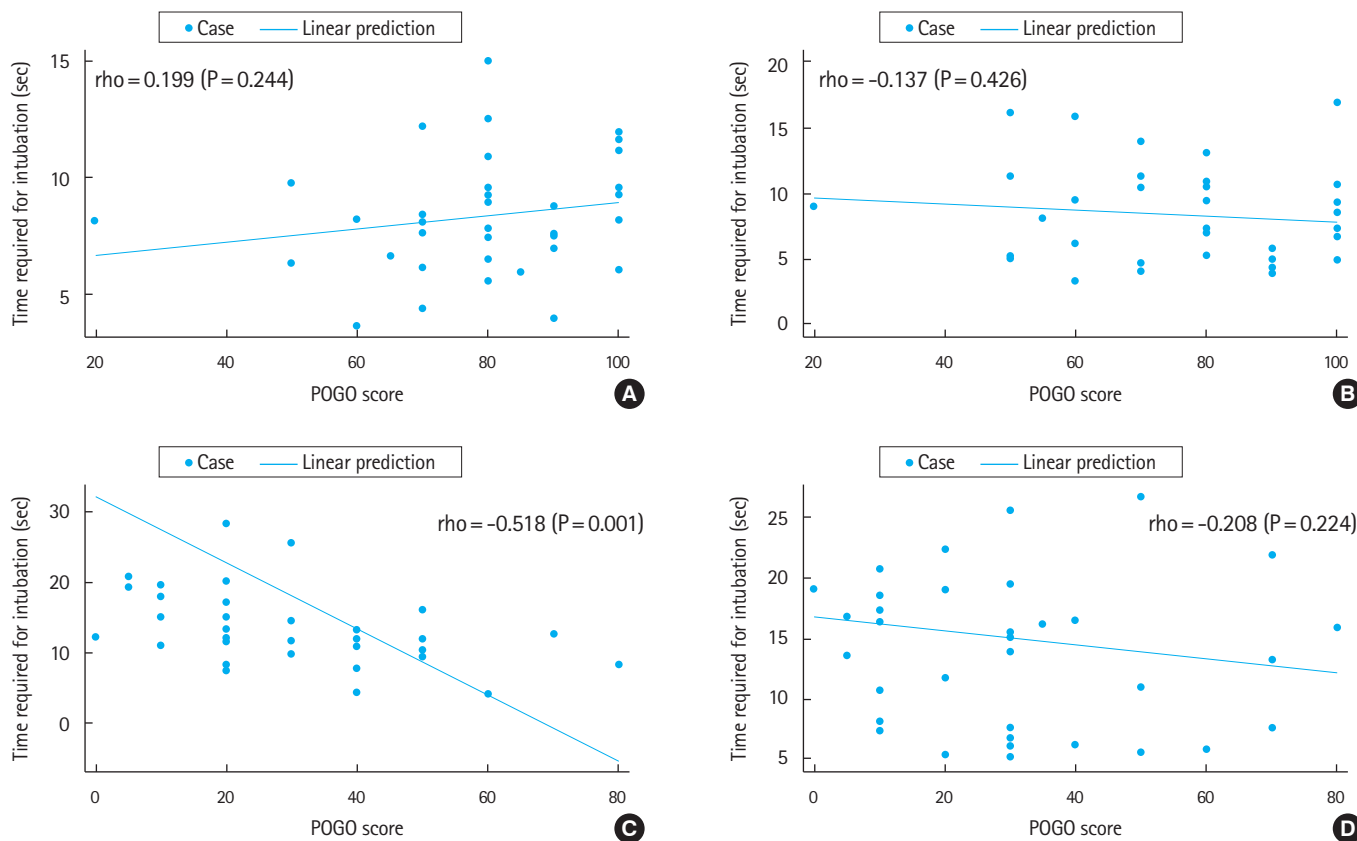 Case Linear prediction
15
10
5
Time required for intubation (sec)
rho = 0.199 (P = 0.244)
20 40 60 80 100
POGO score
A
Case Linear prediction
20
15
10
5
0
Time required for intubation (sec)
rho = -0.137 (P = 0.426)
20 40 60 80 100
POGO score
B
Case Linear prediction
30
20
10
0
Time required for intubation (sec)
rho = -0.518 (P = 0.001)
0 20 40 60 80
POGO score
C
Case Linear prediction
25
20
15
10
5
Time required for intubation (sec)
rho = -0.208 (P = 0.224)
0 20 40 60 80
POGO score
D